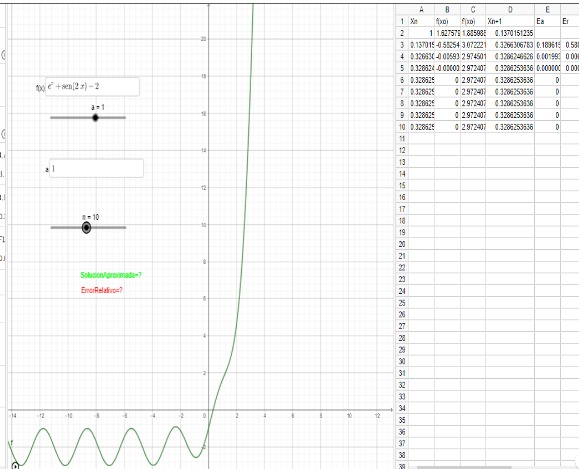 f(x) e^x + sen(2 x) − 2
a = 1
a 1
n = 10
SolucionAproximada=?
ErrorRelativo=?
20
18
16
14
12
10
8
6
4
2
0
-14 -12 -10 -8 -6 -4 -2 0 2 4 6 8 10 12
f
A B C D E
1 Xn f(xo) f'(xo) Xn+1 Ea Er
2 1 1.627579 1.885988 0.1370151235
3 0.137015 -0.58254 3.072221 0.3266306783 0.189615 0.580
4 0.326630 -0.00593 2.974501 0.3286246626 0.001993 0.006
5 0.328624 -0.00000 2.972407 0.3286253636 0.000000 0.000
6 0.328625 0 2.972407 0.3286253636 0
7 0.328625 0 2.972407 0.3286253636 0
8 0.328625 0 2.972407 0.3286253636 0
9 0.328625 0 2.972407 0.3286253636 0
10 0.328625 0 2.972407 0.3286253636 0
11
12
13
14
15
16
17
18
19
20
21
22
23
24
25
26
27
28
29
30
31
32
33
34
35
36
37
38
39